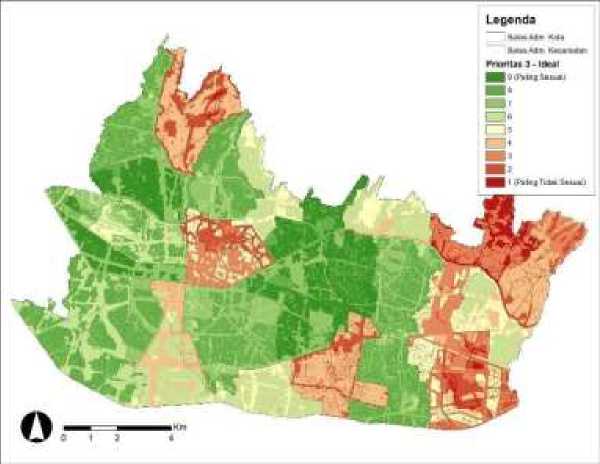 Legenda
Batas Adm. Kota
Batas Adm. Kecamatan
Prioritas 3 - Ideal
9 (Paling Sesuai)
8
7
6
5
4
3
2
1 (Paling Tidak Sesuai)
Km
0 1 2 4